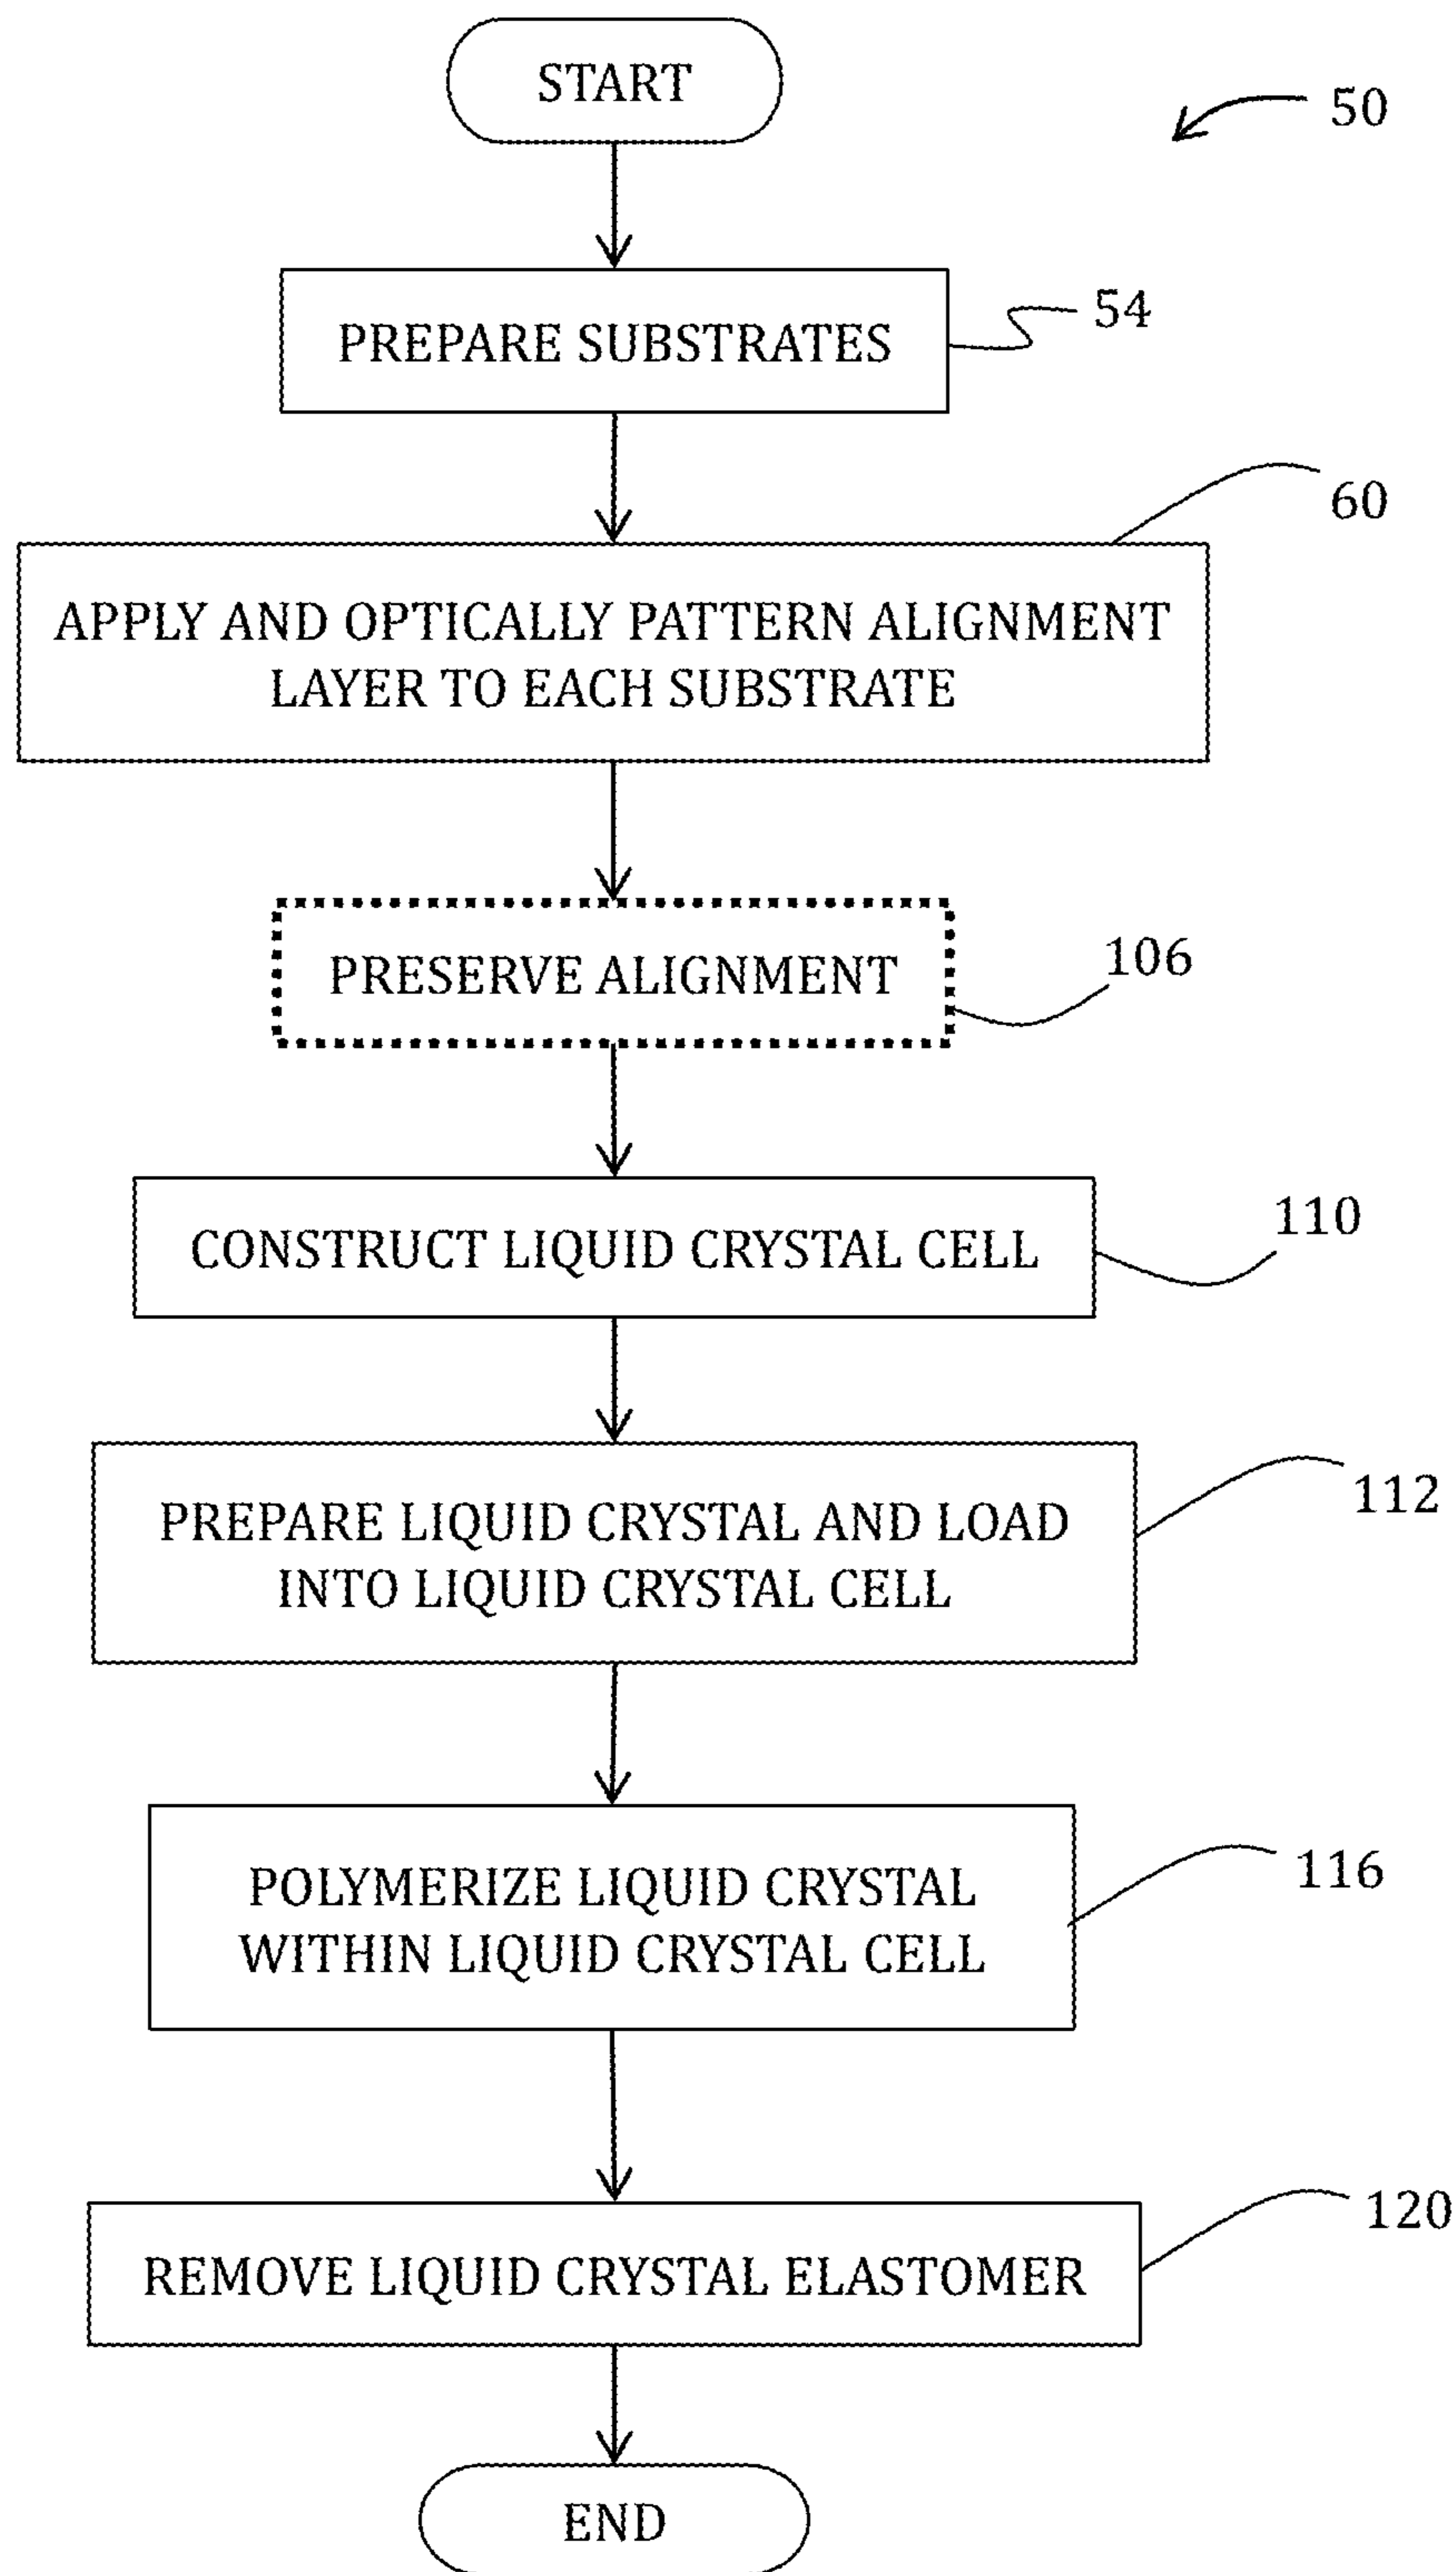 START
50
PREPARE SUBSTRATES
54
60
APPLY AND OPTICALLY PATTERN ALIGNMENT
LAYER TO EACH SUBSTRATE
PRESERVE ALIGNMENT
106
CONSTRUCT LIQUID CRYSTAL CELL
110
PREPARE LIQUID CRYSTAL AND LOAD
INTO LIQUID CRYSTAL CELL
112
POLYMERIZE LIQUID CRYSTAL
WITHIN LIQUID CRYSTAL CELL
116
REMOVE LIQUID CRYSTAL ELASTOMER
120
END